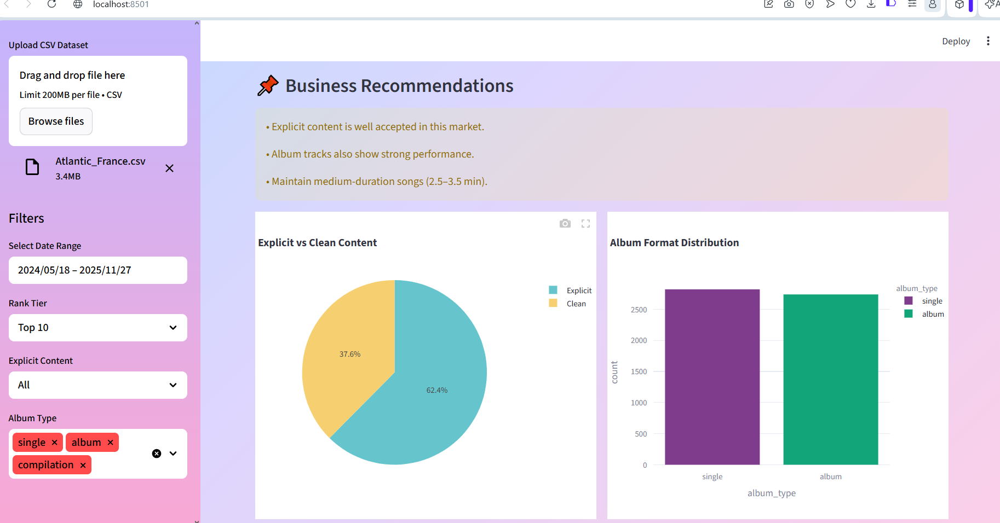 localhost:8501
Upload CSV Dataset
Drag and drop file here
Limit 200MB per file • CSV
Browse files
Atlantic_France.csv
3.4MB
Filters
Select Date Range
2024/05/18 – 2025/11/27
Rank Tier
Top 10
Explicit Content
All
Album Type
single
album
compilation
Deploy
Business Recommendations
• Explicit content is well accepted in this market.
• Album tracks also show strong performance.
• Maintain medium-duration songs (2.5–3.5 min).
Explicit vs Clean Content
Explicit
Clean
37.6%
62.4%
Album Format Distribution
album_type
single
album
2500
2000
1500
1000
500
0
count
single
album
album_type